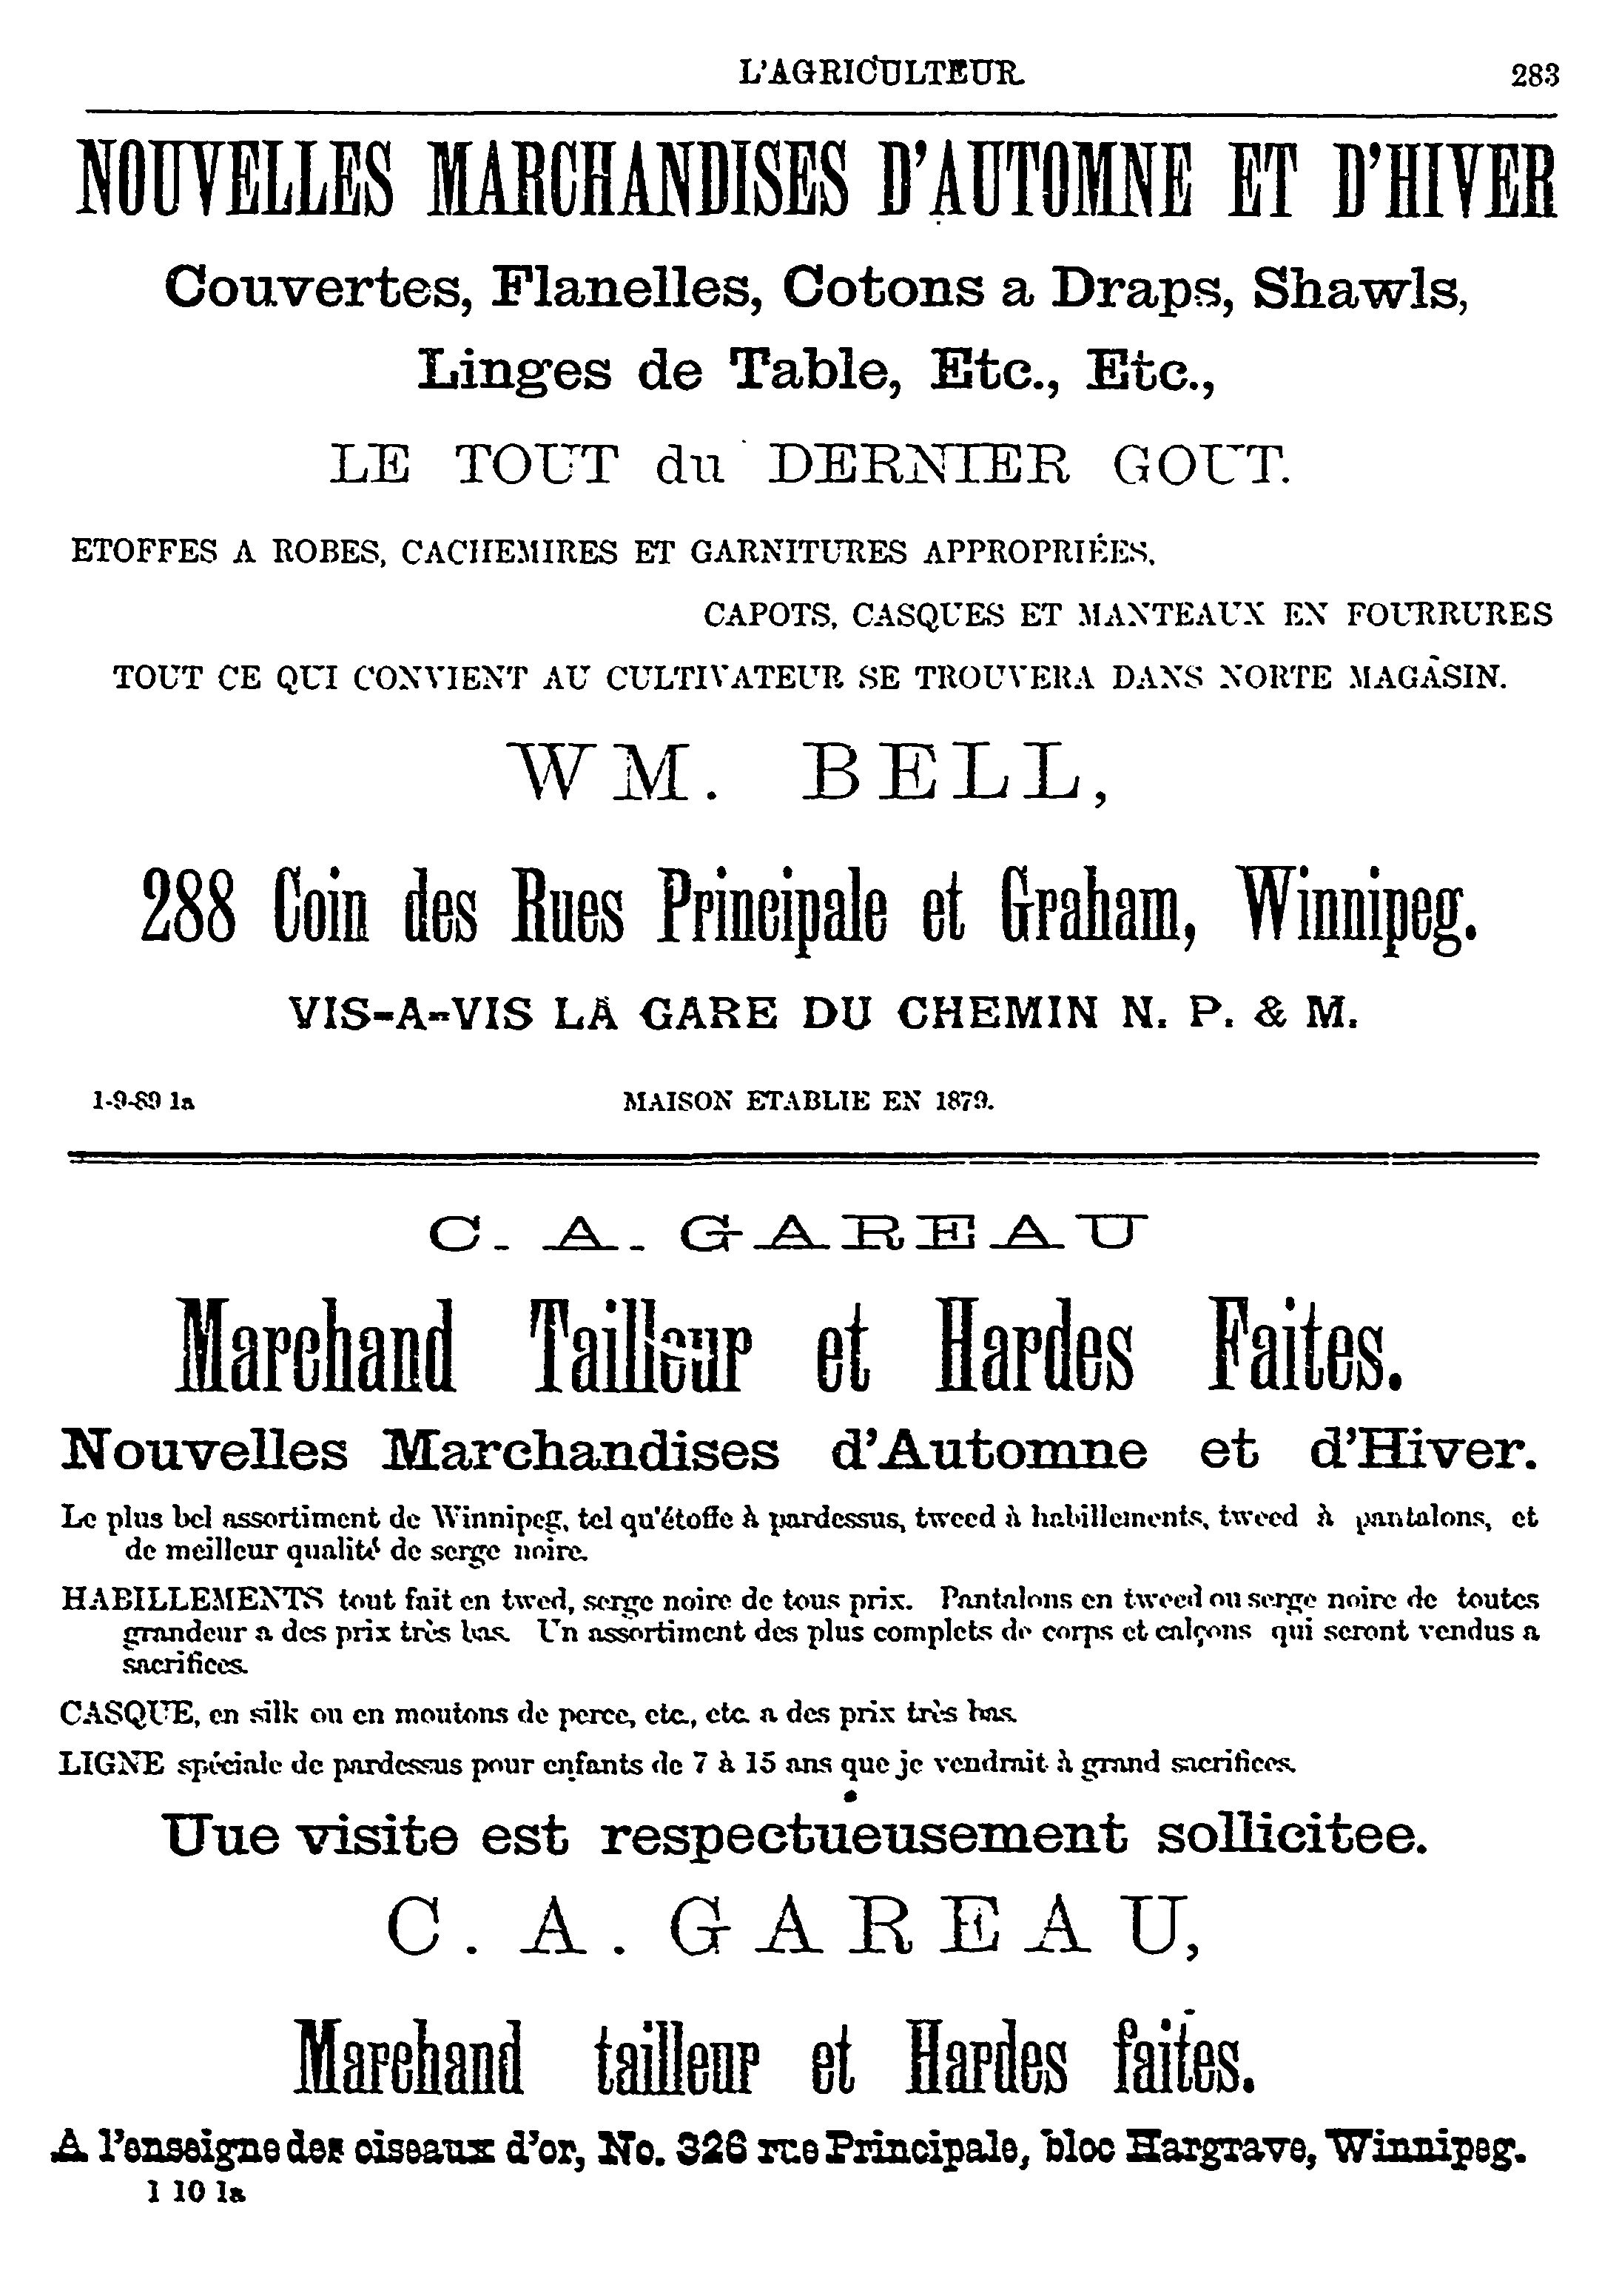 L'AGRICULTEUR
283
NOUVELLES MARCHANDISES D'AUTOMNE ET D'HIVER
Couvertes, Flanelles, Cotons a Draps, Shawls,
Linges de Table, Etc., Etc.,
LE TOUT du DERNIER GOUT.
ETOFFES A ROBES, CACHEMIRES ET GARNITURES APPROPRIÉES,
CAPOTS, CASQUES ET MANTEAUX EN FOURRURES
TOUT CE QUI CONVIENT AU CULTIVATEUR SE TROUVERA DANS NORTE MAGASIN.
WM. BELL,
288 Coin des Rues Principale et Graham, Winnipeg.
VIS-A-VIS LA GARE DU CHEMIN N. P. & M.
1-9-89 1a
MAISON ETABLIE EN 1879.
C. A. GAREAU
Marchand Tailleur et Hardes Faites.
Nouvelles Marchandises d'Automne et d'Hiver.
Le plus bel assortiment de Winnipeg, tel qu'étoffe à pardessus, tweed à habillements, tweed à pantalons, et
de meilleur qualité de serge noire.
HABILLEMENTS tout fait en twed, serge noire de tous prix. Pantalons en tweed ou serge noire de toutes
grandeur a des prix très bas. Un assortiment des plus complets de corps et calçons qui seront vendus a
sacrifices.
CASQUE, en silk ou en moutons de perce, etc., etc. a des prix très bas.
LIGNE spéciale de pardessus pour enfants de 7 à 15 ans que je vendrait à grand sacrifices.
Uue visite est respectueusement sollicitee.
C. A. GAREAU,
Marchand tailleur et Hardes faites.
A l'enseigne des ciseaux d'or, No. 326 rue Principale, bloc Hargrave, Winnipeg.
1 10 1a